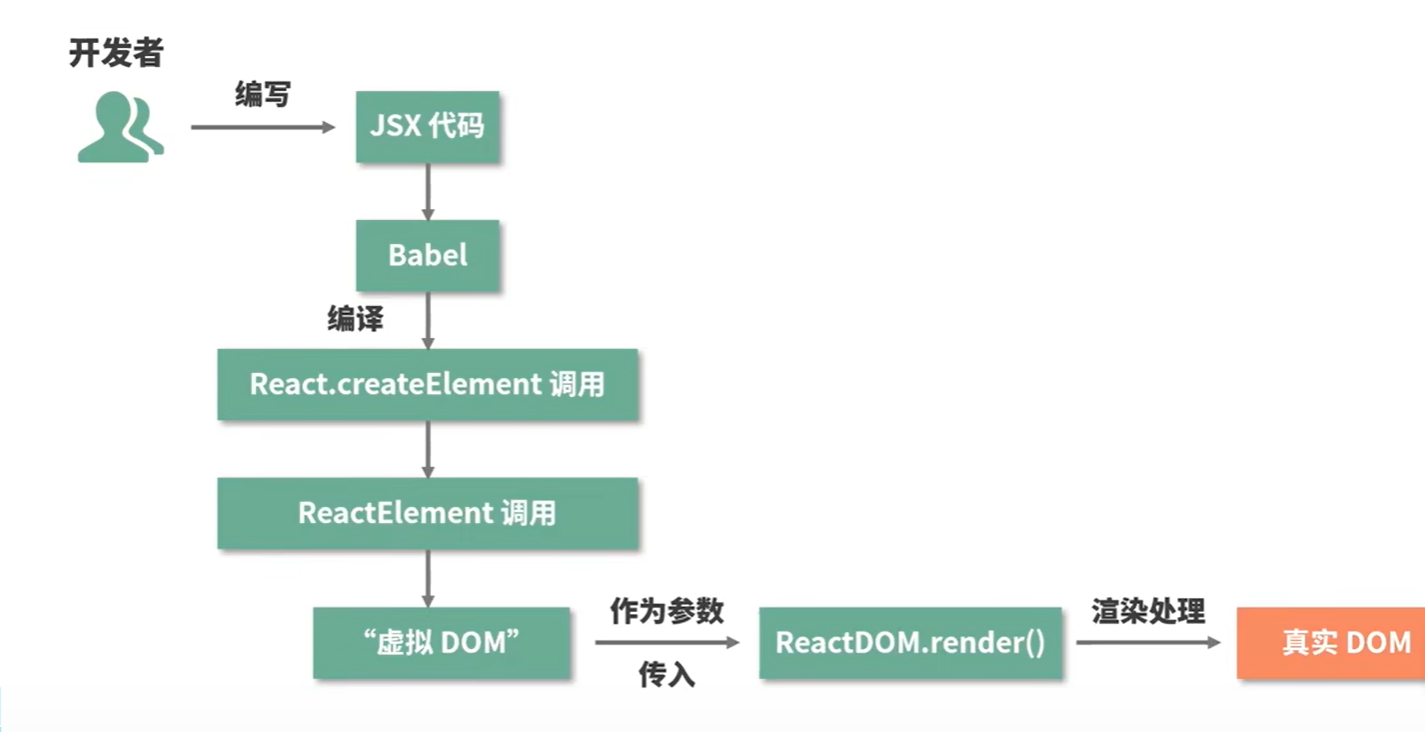 开发者
编写
JSX 代码
Babel
编译
React.createElement 调用
ReactElement 调用
“虚拟 DOM”
作为参数
传入
ReactDOM.render()
渲染处理
真实 DOM